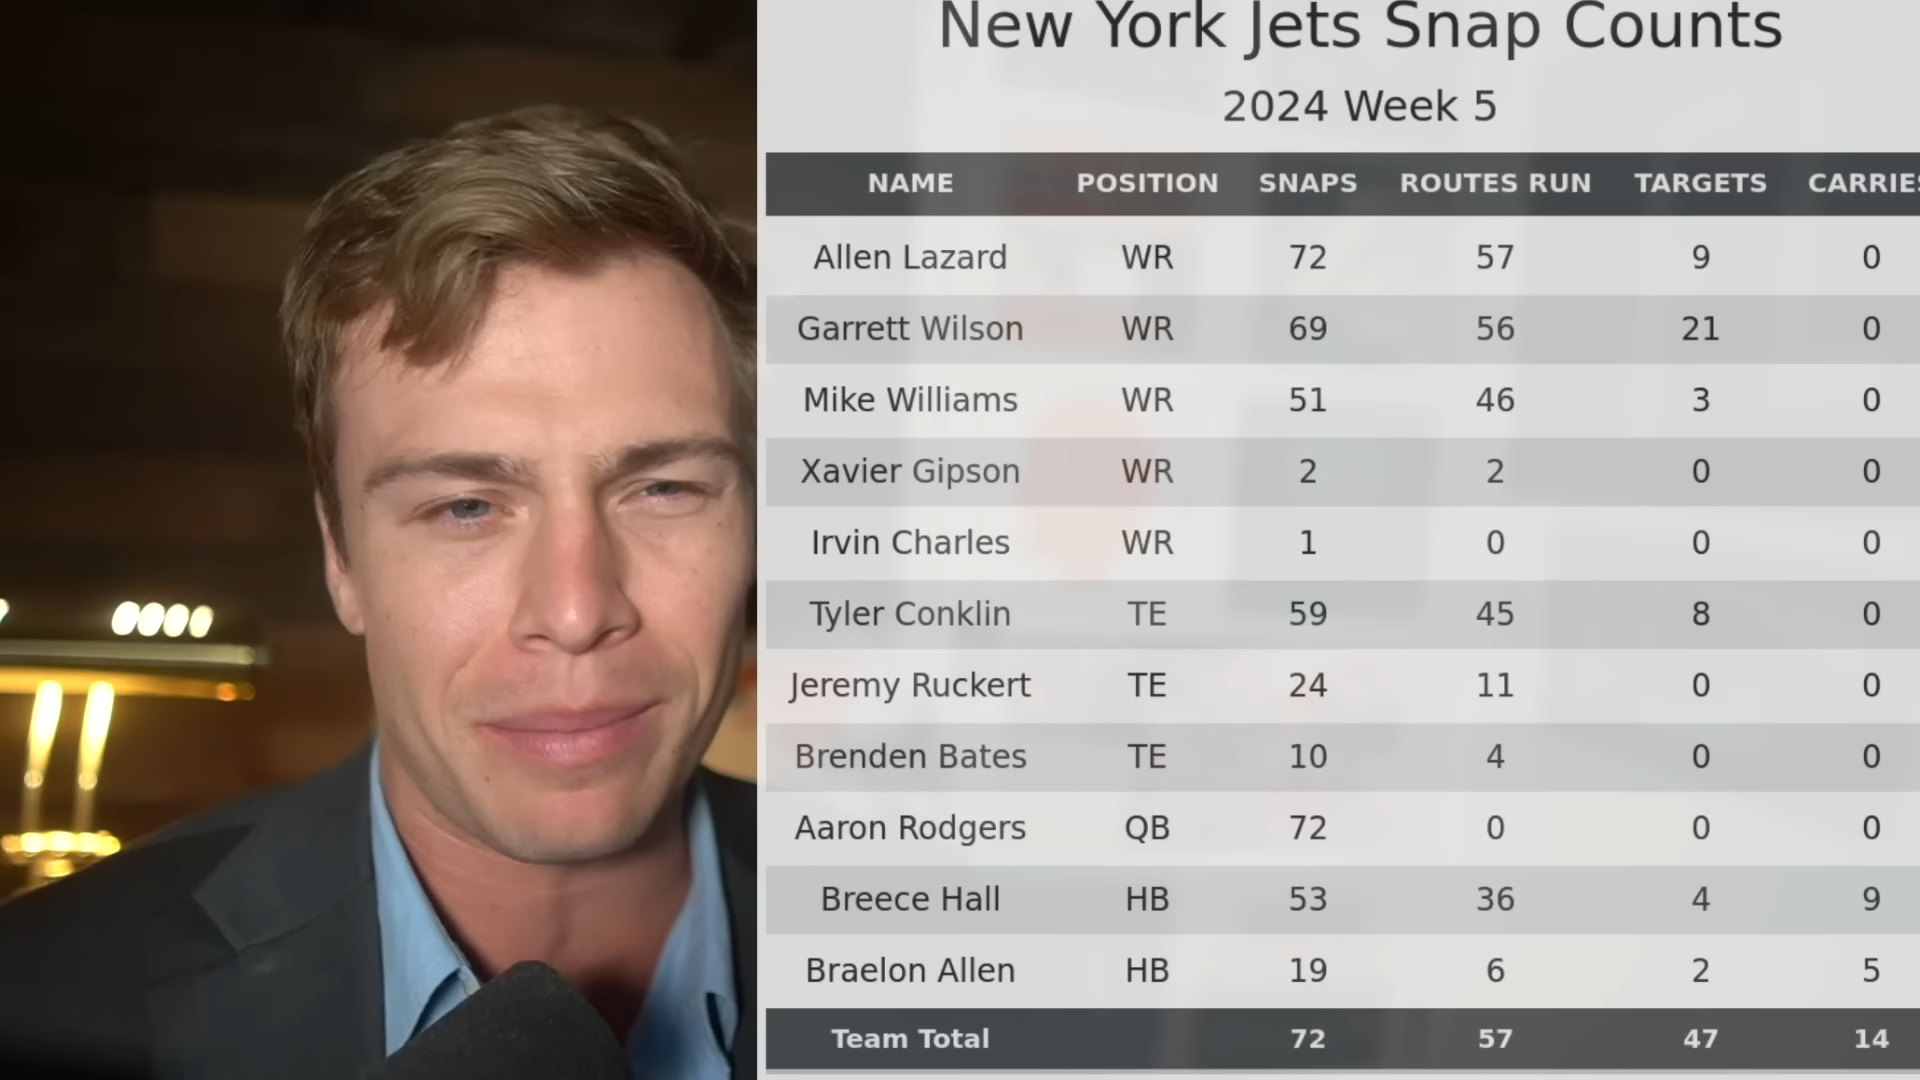 New York Jets Snap Counts
2024 Week 5
NAME POSITION SNAPS ROUTES RUN TARGETS CARRIES
Allen Lazard WR 72 57 9 0
Garrett Wilson WR 69 56 21 0
Mike Williams WR 51 46 3 0
Xavier Gipson WR 2 2 0 0
Irvin Charles WR 1 0 0 0
Tyler Conklin TE 59 45 8 0
Jeremy Ruckert TE 24 11 0 0
Brenden Bates TE 10 4 0 0
Aaron Rodgers QB 72 0 0 0
Breece Hall HB 53 36 4 9
Braelon Allen HB 19 6 2 5
Team Total 72 57 47 14